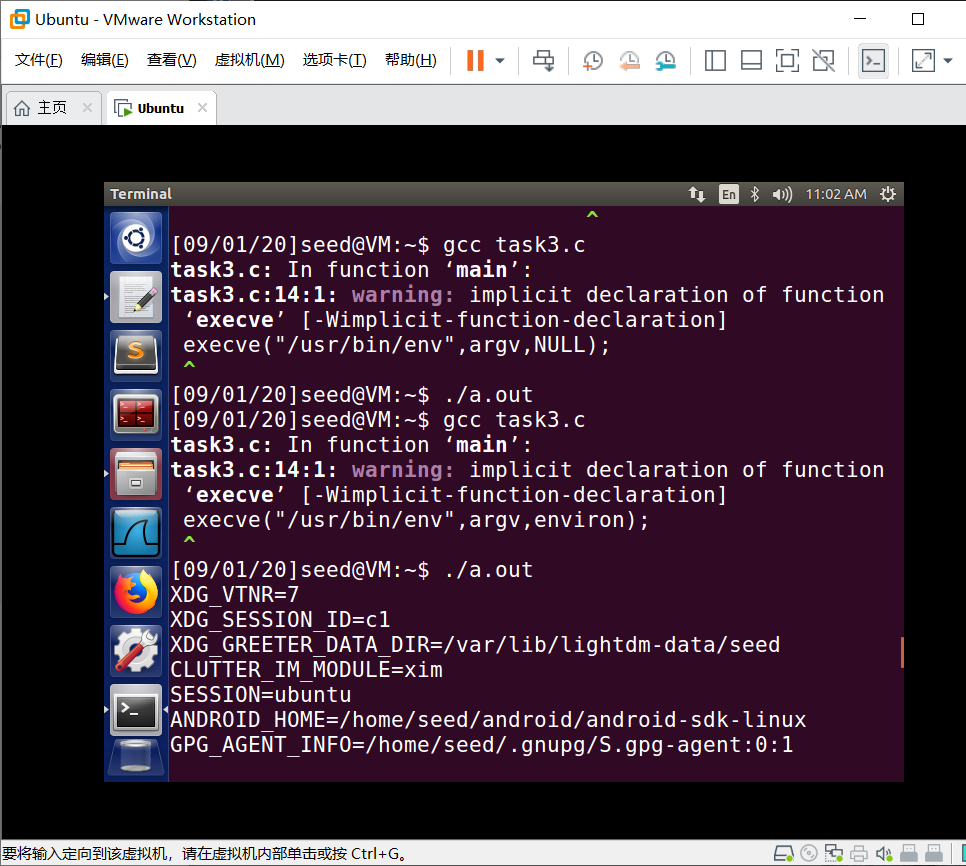 Ubuntu - VMware Workstation
文件(F) 编辑(E) 查看(V) 虚拟机(M) 选项卡(T) 帮助(H)
主页 Ubuntu
Terminal En 11:02 AM
^
[09/01/20]seed@VM:~$ gcc task3.c
task3.c: In function ‘main’:
task3.c:14:1: warning: implicit declaration of function
‘execve’ [-Wimplicit-function-declaration]
execve("/usr/bin/env",argv,NULL);
^
[09/01/20]seed@VM:~$ ./a.out
[09/01/20]seed@VM:~$ gcc task3.c
task3.c: In function ‘main’:
task3.c:14:1: warning: implicit declaration of function
‘execve’ [-Wimplicit-function-declaration]
execve("/usr/bin/env",argv,environ);
^
[09/01/20]seed@VM:~$ ./a.out
XDG_VTNR=7
XDG_SESSION_ID=c1
XDG_GREETER_DATA_DIR=/var/lib/lightdm-data/seed
CLUTTER_IM_MODULE=xim
SESSION=ubuntu
ANDROID_HOME=/home/seed/android/android-sdk-linux
GPG_AGENT_INFO=/home/seed/.gnupg/S.gpg-agent:0:1
要将输入定向到该虚拟机，请在虚拟机内部单击或按 Ctrl+G。